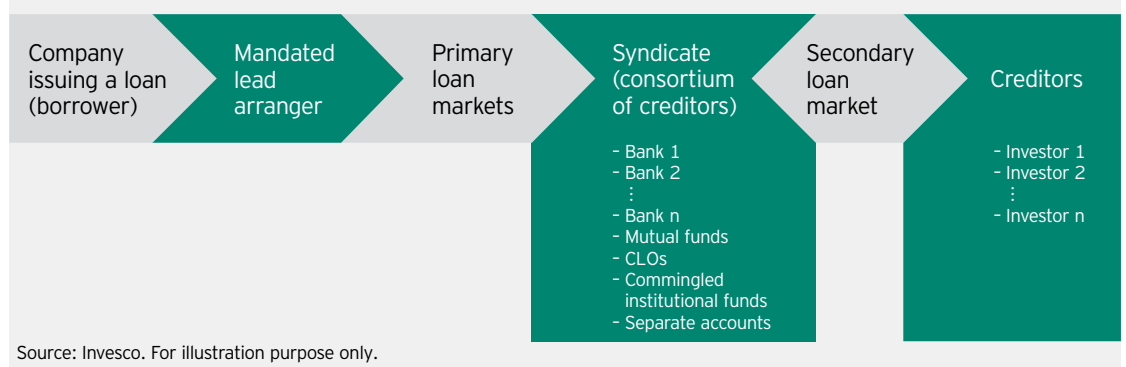 Company
issuing a loan
(borrower)
Mandated
lead
arranger
Primary
loan
markets
Syndicate
(consortium
of creditors)
Secondary
loan
market
Creditors
– Bank 1
– Bank 2
⋮
– Bank n
– Mutual funds
– CLOs
– Commingled
institutional funds
– Separate accounts
– Investor 1
– Investor 2
⋮
– Investor n
Source: Invesco. For illustration purpose only.